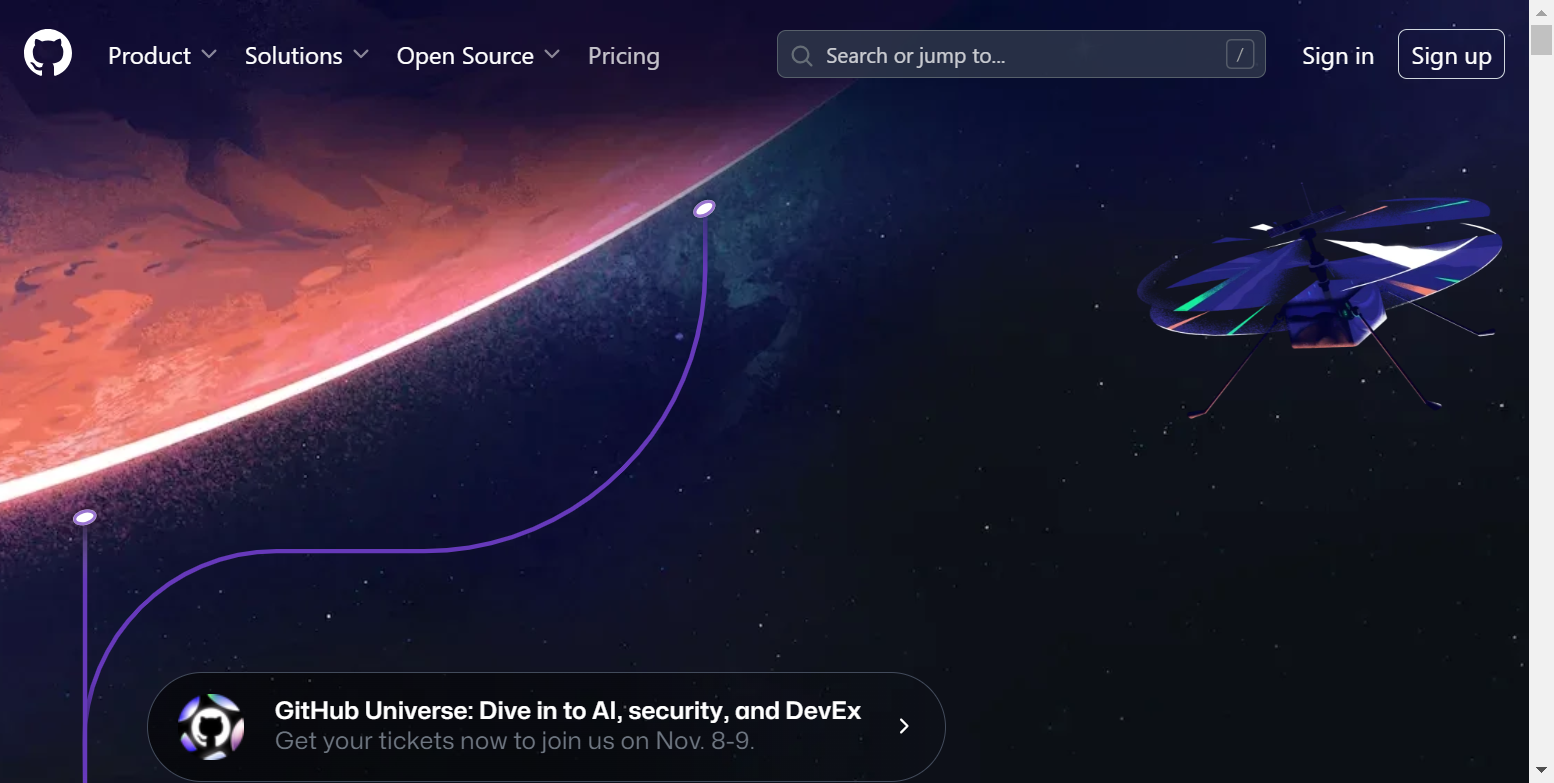 Product
Solutions
Open Source
Pricing
Search or jump to...
/
Sign in
Sign up
GitHub Universe: Dive in to AI, security, and DevEx
Get your tickets now to join us on Nov. 8-9.